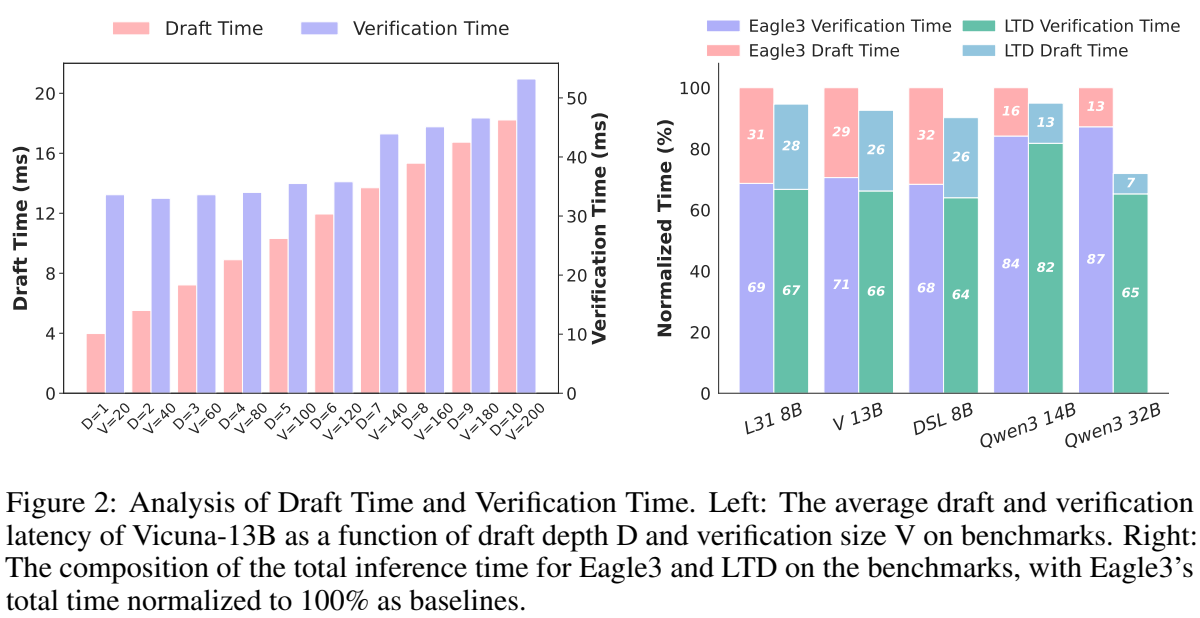 Draft Time
Verification Time
Draft Time (ms)
20
16
12
8
4
0
50
40
30
20
10
0
Verification Time (ms)
D=1
V=20
D=2
V=40
D=3
V=60
D=4
V=80
D=5
V=100
D=6
V=120
D=7
V=140
D=8
V=160
D=9
V=180
D=10
V=200
Eagle3 Verification Time
LTD Verification Time
Eagle3 Draft Time
LTD Draft Time
Normalized Time (%)
100
80
60
40
20
0
31
28
69
67
29
26
71
66
32
26
68
64
16
13
84
82
13
7
87
65
L31 8B
V 13B
DSL 8B
Qwen3 14B
Qwen3 32B
Figure 2: Analysis of Draft Time and Verification Time. Left: The average draft and verification
latency of Vicuna-13B as a function of draft depth D and verification size V on benchmarks. Right:
The composition of the total inference time for Eagle3 and LTD on the benchmarks, with Eagle3's
total time normalized to 100% as baselines.